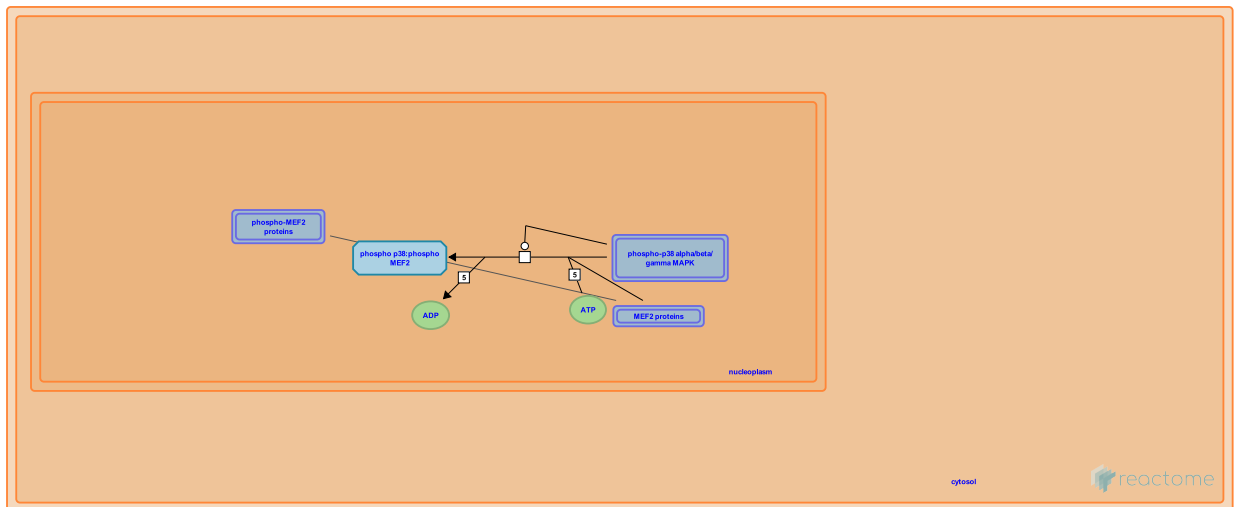 phospho-MEF2
proteins
phospho p38:phospho
MEF2
phospho-p38 alpha/beta/
gamma MAPK
5
5
ADP
ATP
MEF2 proteins
nucleoplasm
cytosol
reactome